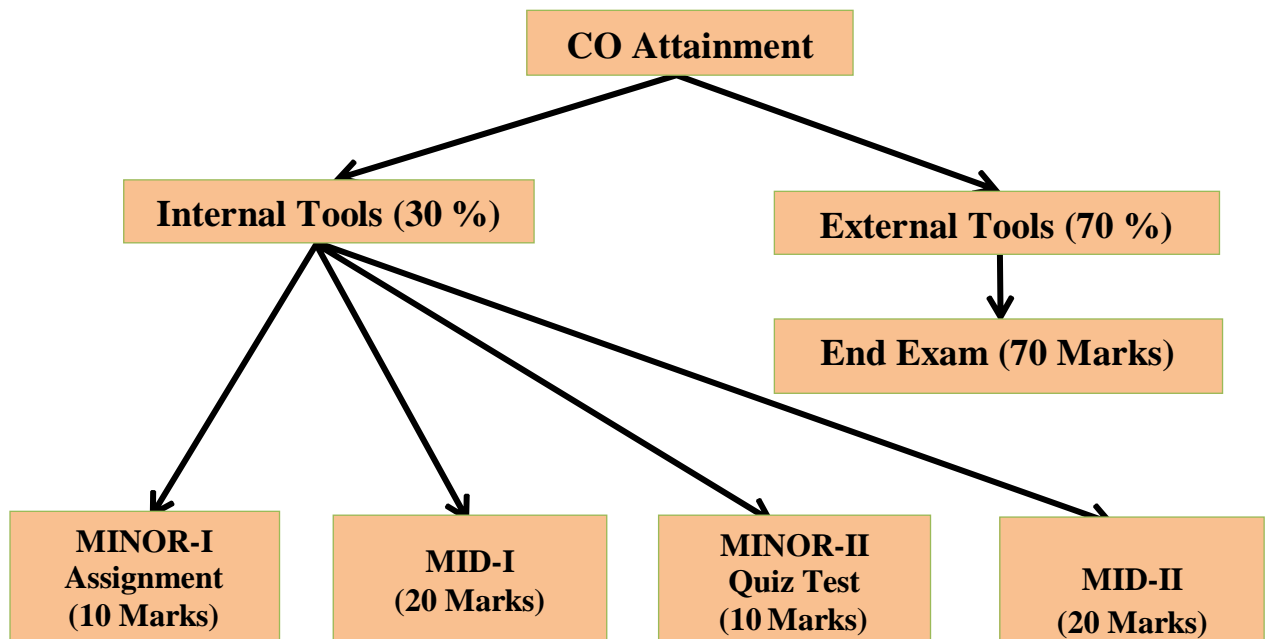 CO Attainment
Internal Tools (30 %)
External Tools (70 %)
End Exam (70 Marks)
MINOR-I
Assignment
(10 Marks)
MID-I
(20 Marks)
MINOR-II
Quiz Test
(10 Marks)
MID-II
(20 Marks)